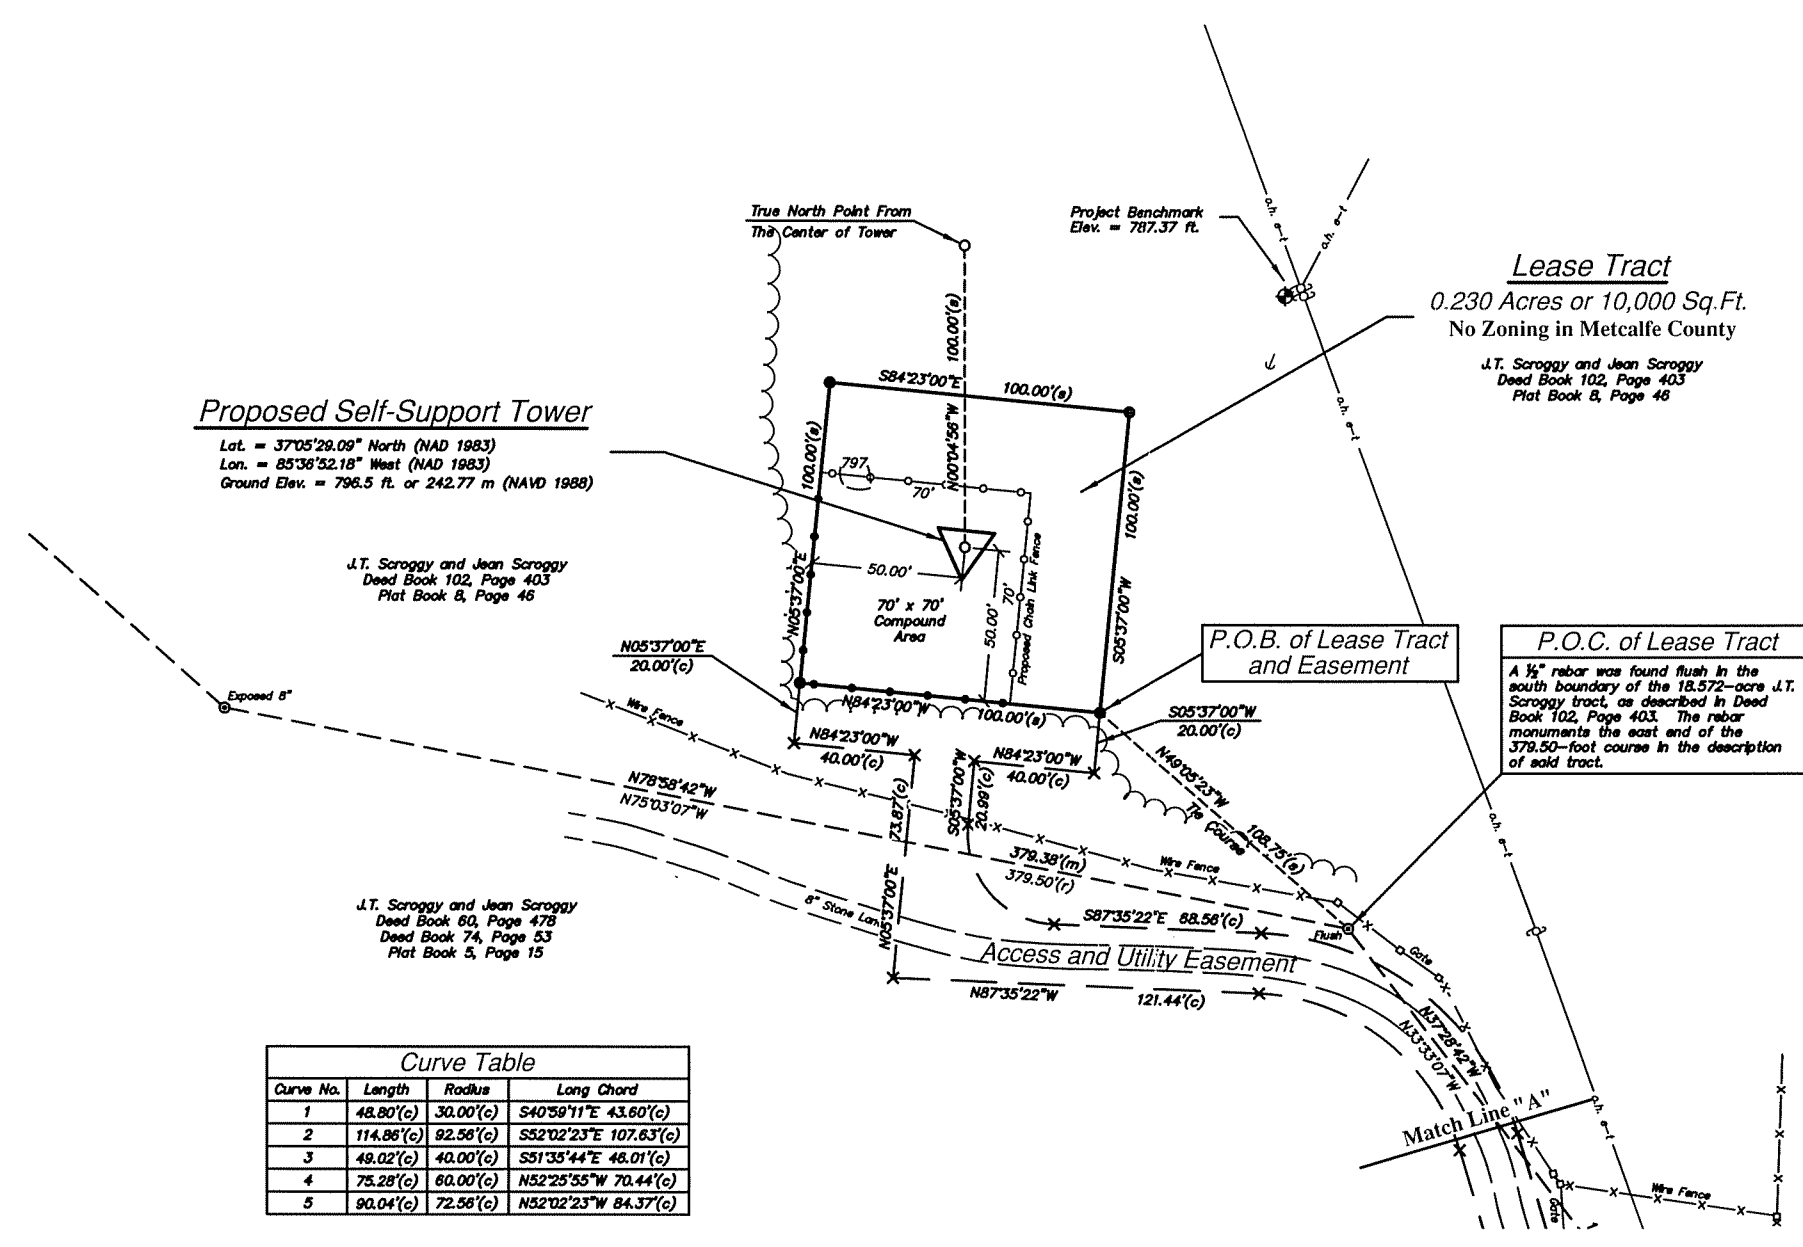 True North Point From
The Center of Tower
Project Benchmark
Elev. = 787.37 ft.
Lease Tract
0.230 Acres or 10,000 Sq.Ft.
No Zoning in Metcalfe County
J.T. Scroggy and Jean Scroggy
Deed Book 102, Page 403
Plat Book 8, Page 46
a.h. e-t
a.h. e-t
a.h. e-t
a.h. e-t
a.h. e-t
Proposed Self-Support Tower
Lat. = 37°05'29.09" North (NAD 1983)
Lon. = 85°36'52.18" West (NAD 1983)
Ground Elev. = 796.5 ft. or 242.77 m (NAVD 1988)
J.T. Scroggy and Jean Scroggy
Deed Book 102, Page 403
Plat Book 8, Page 46
S84°23'00"E 100.00'(s)
N00°04'56"W 100.00'(s)
N05°37'00"E 100.00'(s)
S05°37'00"W 100.00'(s)
797
70'
50.00'
50.00'
70'
Proposed Chain Link Fence
70' x 70'
Compound
Area
N84°23'00"W 100.00'(s)
N05°37'00"E
20.00'(c)
P.O.B. of Lease Tract
and Easement
P.O.C. of Lease Tract
A ½" rebar was found flush in the
south boundary of the 18.572-acre J.T.
Scroggy tract, as described in Deed
Book 102, Page 403. The rebar
monuments the east end of the
379.50-foot course in the description
of said tract.
S05°37'00"W
20.00'(c)
Exposed 8"
Wire Fence
N84°23'00"W
40.00'(c)
N84°23'00"W
40.00'(c)
S05°37'00"W
20.99'(c)
N49°05'23"W 108.75'(s)
Tie Course
N78°58'42"W
N75°03'07"W
379.38'(m)
379.50'(r)
Wire Fence
N05°37'00"E 73.87'(c)
8" Stone Lane
S87°35'22"E 68.56'(c)
Flush
Gate
Access and Utility Easement
N87°35'22"W 121.44'(c)
J.T. Scroggy and Jean Scroggy
Deed Book 60, Page 478
Deed Book 74, Page 53
Plat Book 5, Page 15
N37°28'42"W
N33°33'07"W
Match Line "A"
Wire Fence
Gate
Curve Table
Curve No. Length Radius Long Chord
1 48.80'(c) 30.00'(c) S40°59'11"E 43.60'(c)
2 114.86'(c) 92.56'(c) S52°02'23"E 107.63'(c)
3 49.02'(c) 40.00'(c) S51°35'44"E 46.01'(c)
4 75.28'(c) 60.00'(c) N52°25'55"W 70.44'(c)
5 90.04'(c) 72.56'(c) N52°02'23"W 84.37'(c)